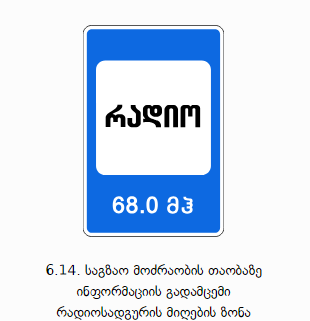 რადიო
68.0 მჰ
6.14. საგზაო მოძრაობის თაობაზე
ინფორმაციის გადამცემი
რადიოსადგურის მიღების ზონა